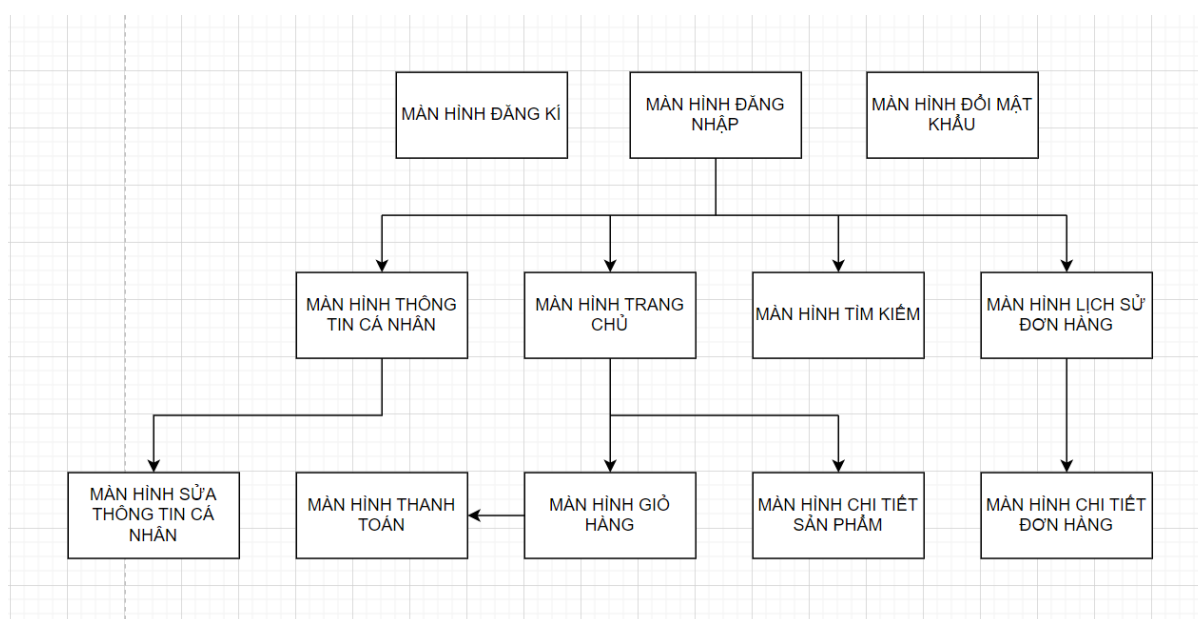 MÀN HÌNH ĐĂNG KÍ
MÀN HÌNH ĐĂNG
NHẬP
MÀN HÌNH ĐỔI MẬT
KHẨU
MÀN HÌNH THÔNG
TIN CÁ NHÂN
MÀN HÌNH TRANG
CHỦ
MÀN HÌNH TÌM KIẾM
MÀN HÌNH LỊCH SỬ
ĐƠN HÀNG
MÀN HÌNH SỬA
THÔNG TIN CÁ
NHÂN
MÀN HÌNH THANH
TOÁN
MÀN HÌNH GIỎ
HÀNG
MÀN HÌNH CHI TIẾT
SẢN PHẨM
MÀN HÌNH CHI TIẾT
ĐƠN HÀNG